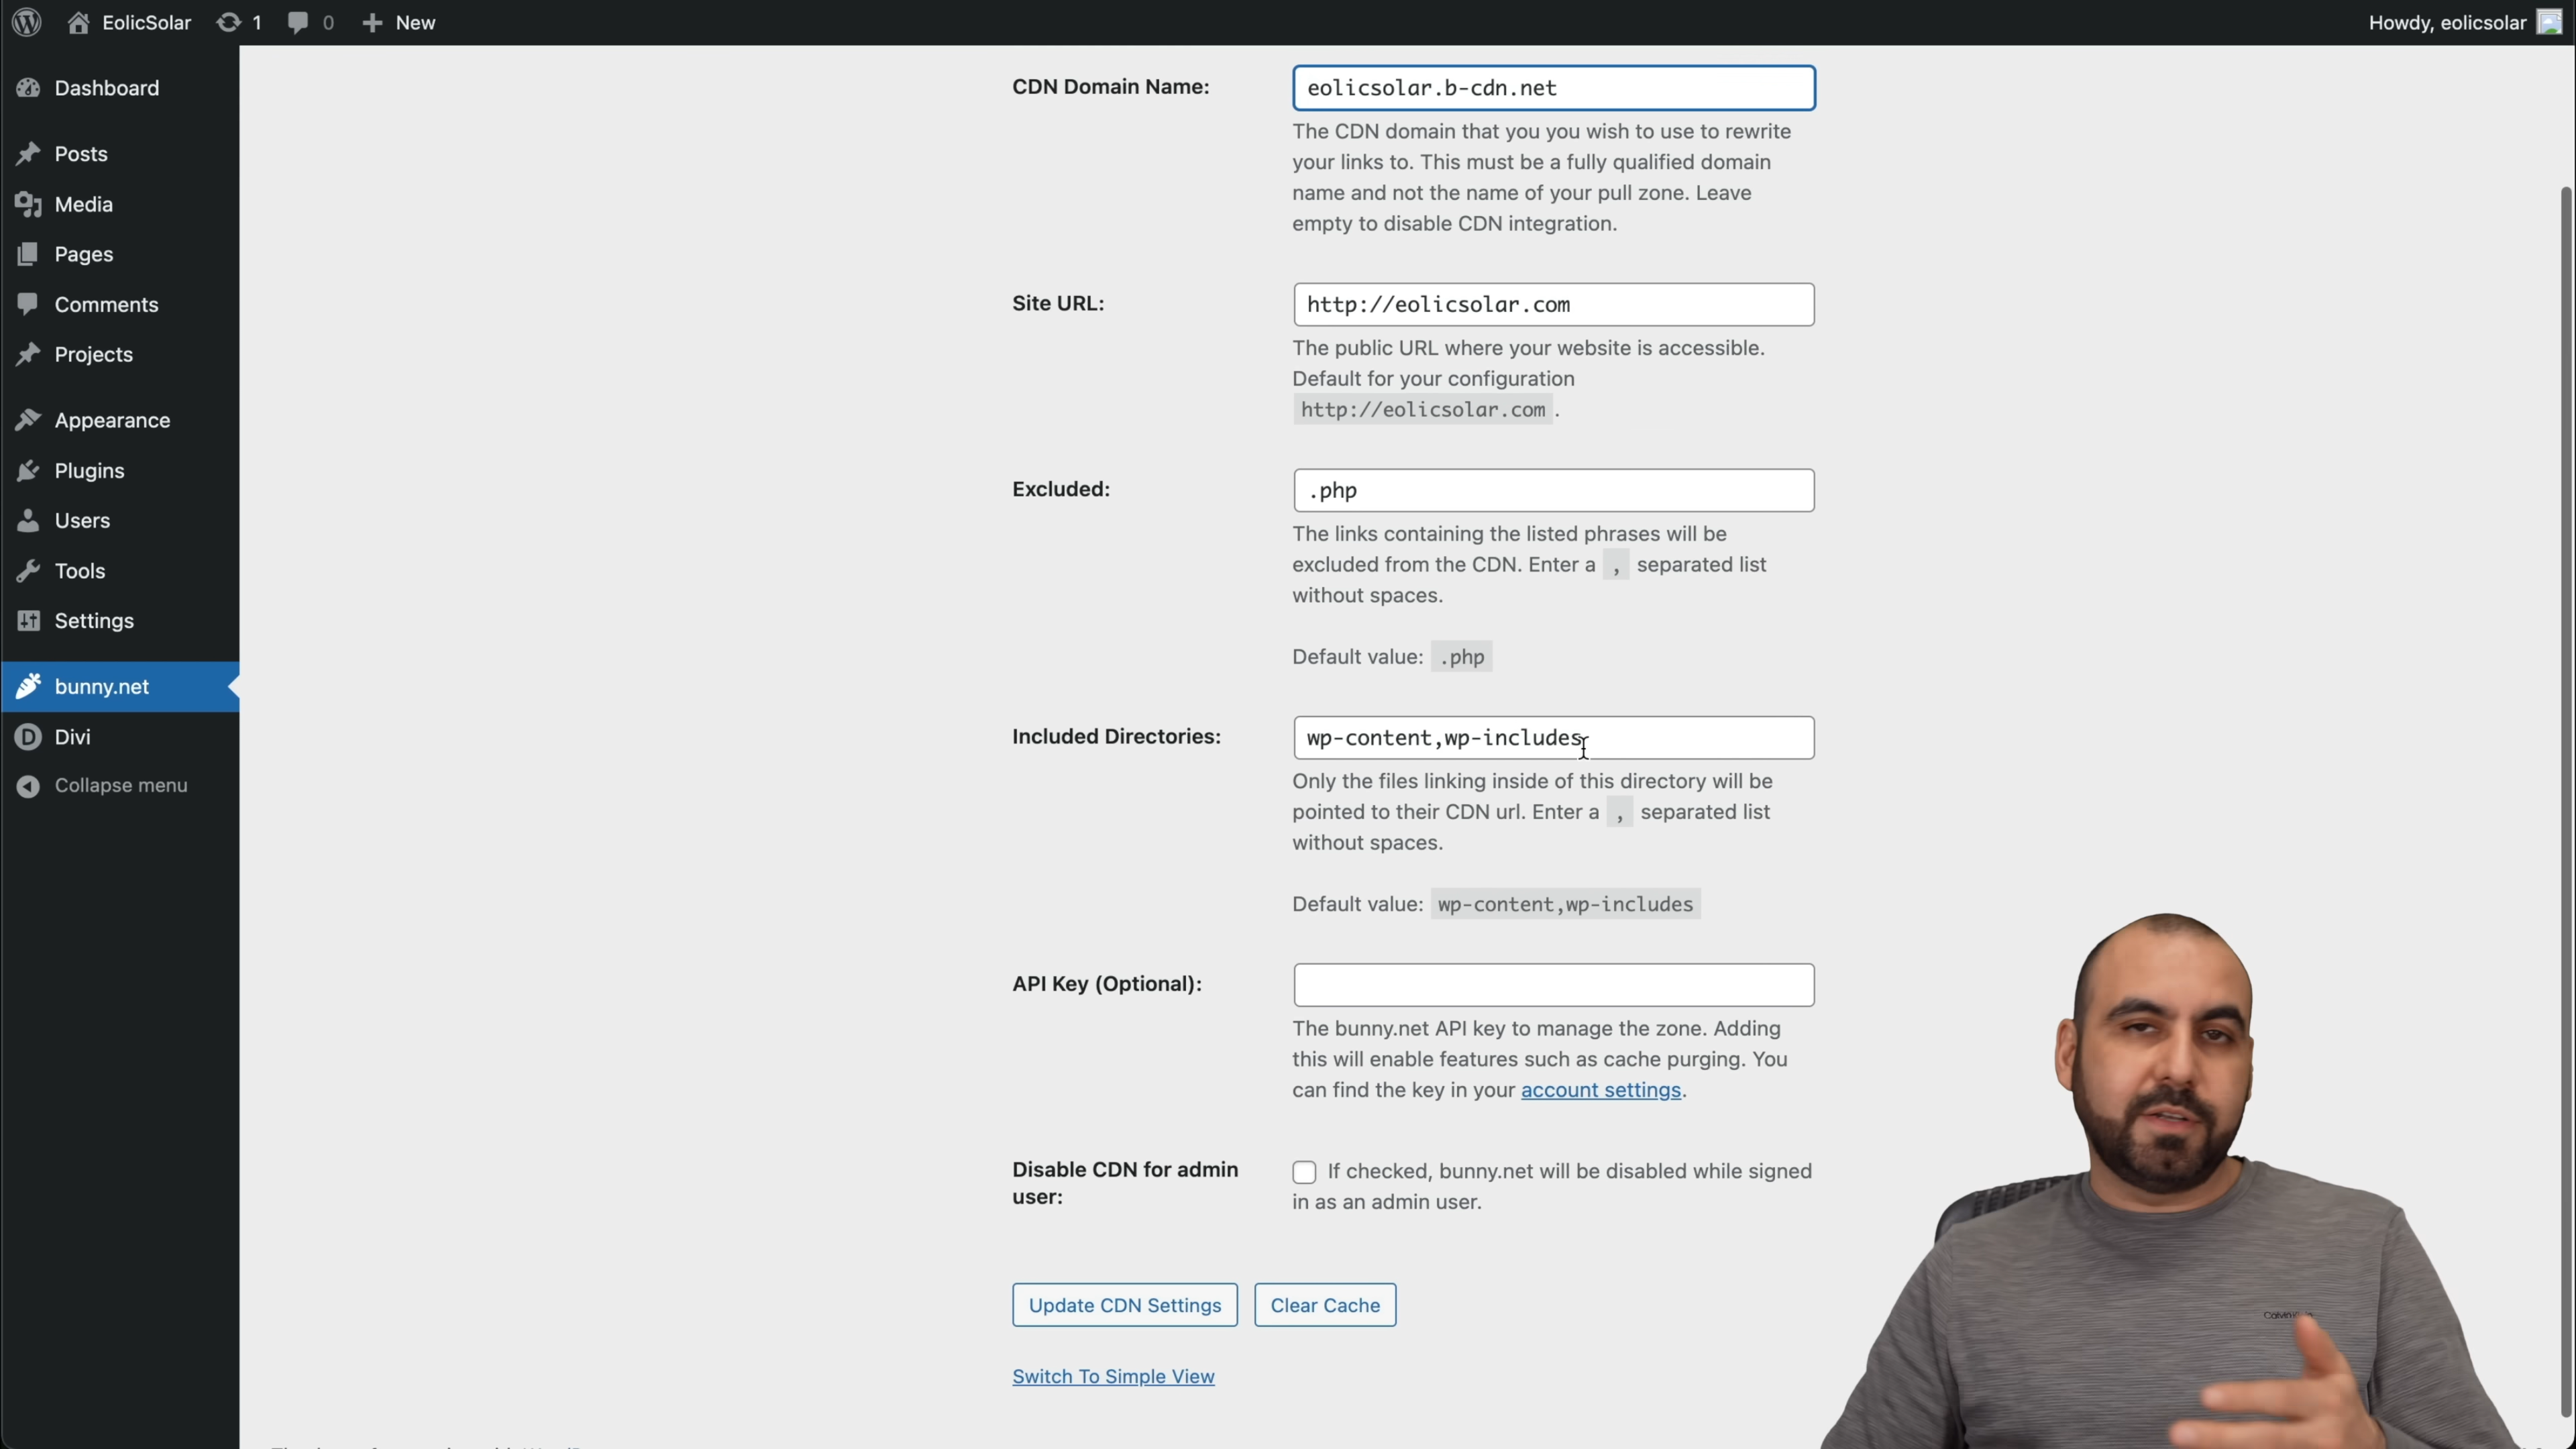 EolicSolar 1 0 New Howdy, eolicsolar
Dashboard
Posts
Media
Pages
Comments
Projects
Appearance
Plugins
Users
Tools
Settings
bunny.net
Divi
Collapse menu
CDN Domain Name: eolicsolar.b-cdn.net
The CDN domain that you you wish to use to rewrite
your links to. This must be a fully qualified domain
name and not the name of your pull zone. Leave
empty to disable CDN integration.
Site URL: http://eolicsolar.com
The public URL where your website is accessible.
Default for your configuration
http://eolicsolar.com .
Excluded: .php
The links containing the listed phrases will be
excluded from the CDN. Enter a , separated list
without spaces.
Default value: .php
Included Directories: wp-content,wp-includes
Only the files linking inside of this directory will be
pointed to their CDN url. Enter a , separated list
without spaces.
Default value: wp-content,wp-includes
API Key (Optional):
The bunny.net API key to manage the zone. Adding
this will enable features such as cache purging. You
can find the key in your account settings.
Disable CDN for admin
user:
If checked, bunny.net will be disabled while signed
in as an admin user.
Update CDN Settings Clear Cache
Switch To Simple View